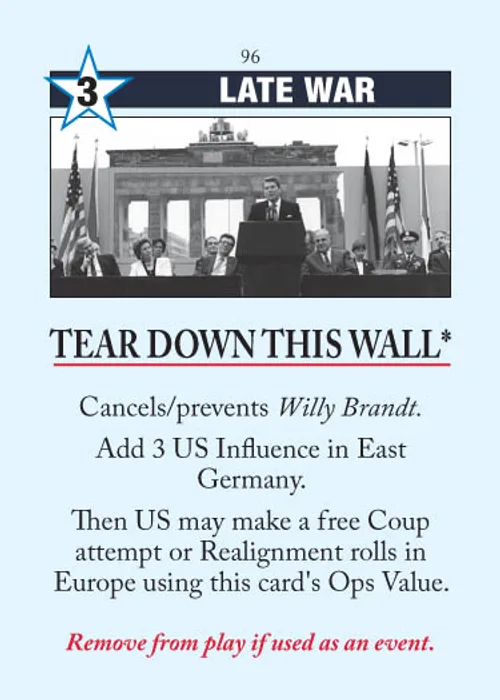 96
3
LATE WAR
TEAR DOWN THIS WALL*
Cancels/prevents Willy Brandt.
Add 3 US Influence in East
Germany.
Then US may make a free Coup
attempt or Realignment rolls in
Europe using this card's Ops Value.
Remove from play if used as an event.